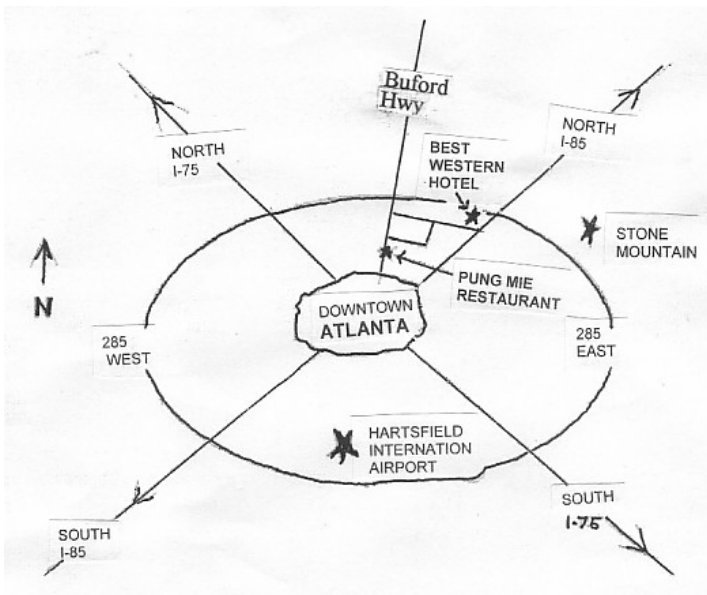 Buford
Hwy
NORTH
I-75
BEST
WESTERN
HOTEL
NORTH
I-85
STONE
MOUNTAIN
N
PUNG MIE
RESTAURANT
DOWNTOWN
ATLANTA
285
WEST
285
EAST
HARTSFIELD
INTERNATION
AIRPORT
SOUTH
I-85
SOUTH
I-75